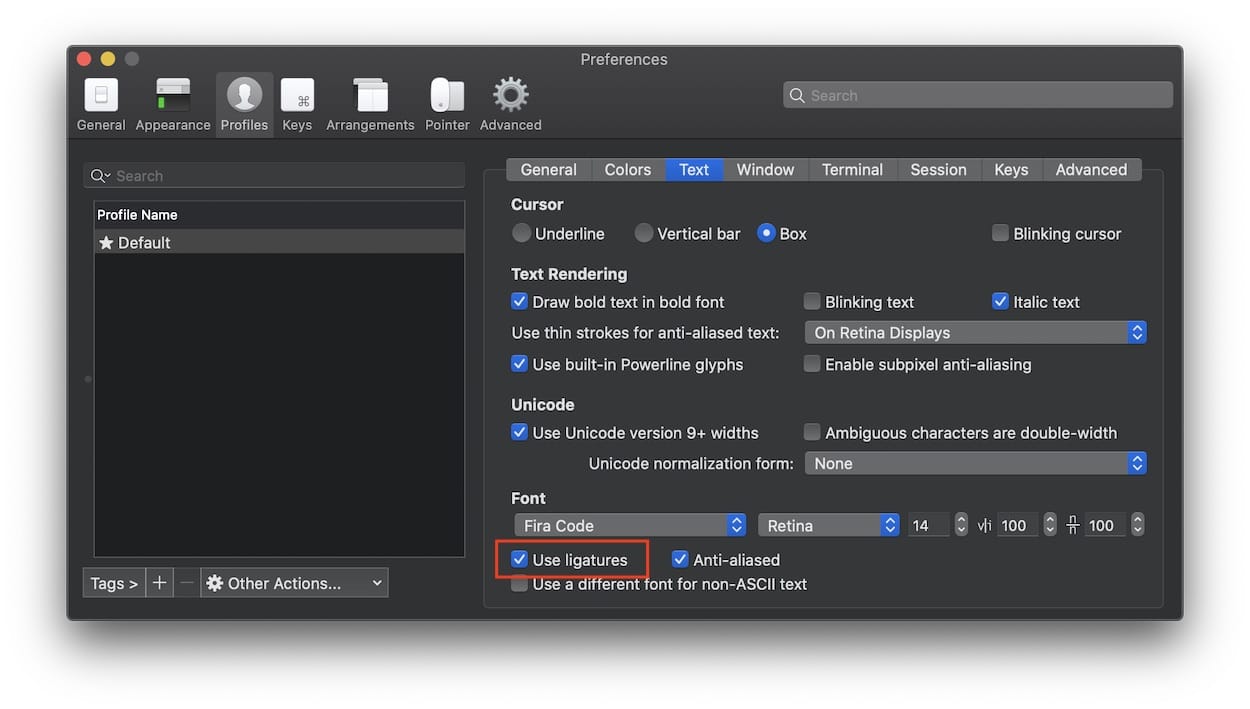 Preferences
General Appearance Profiles Keys Arrangements Pointer Advanced
Search
Search
Profile Name
Default
Tags > + − Other Actions...
General Colors Text Window Terminal Session Keys Advanced
Cursor
Underline Vertical bar Box Blinking cursor
Text Rendering
Draw bold text in bold font Blinking text Italic text
Use thin strokes for anti-aliased text: On Retina Displays
Use built-in Powerline glyphs Enable subpixel anti-aliasing
Unicode
Use Unicode version 9+ widths Ambiguous characters are double-width
Unicode normalization form: None
Font
Fira Code Retina 14 v|i 100 n/n 100
Use ligatures Anti-aliased
Use a different font for non-ASCII text